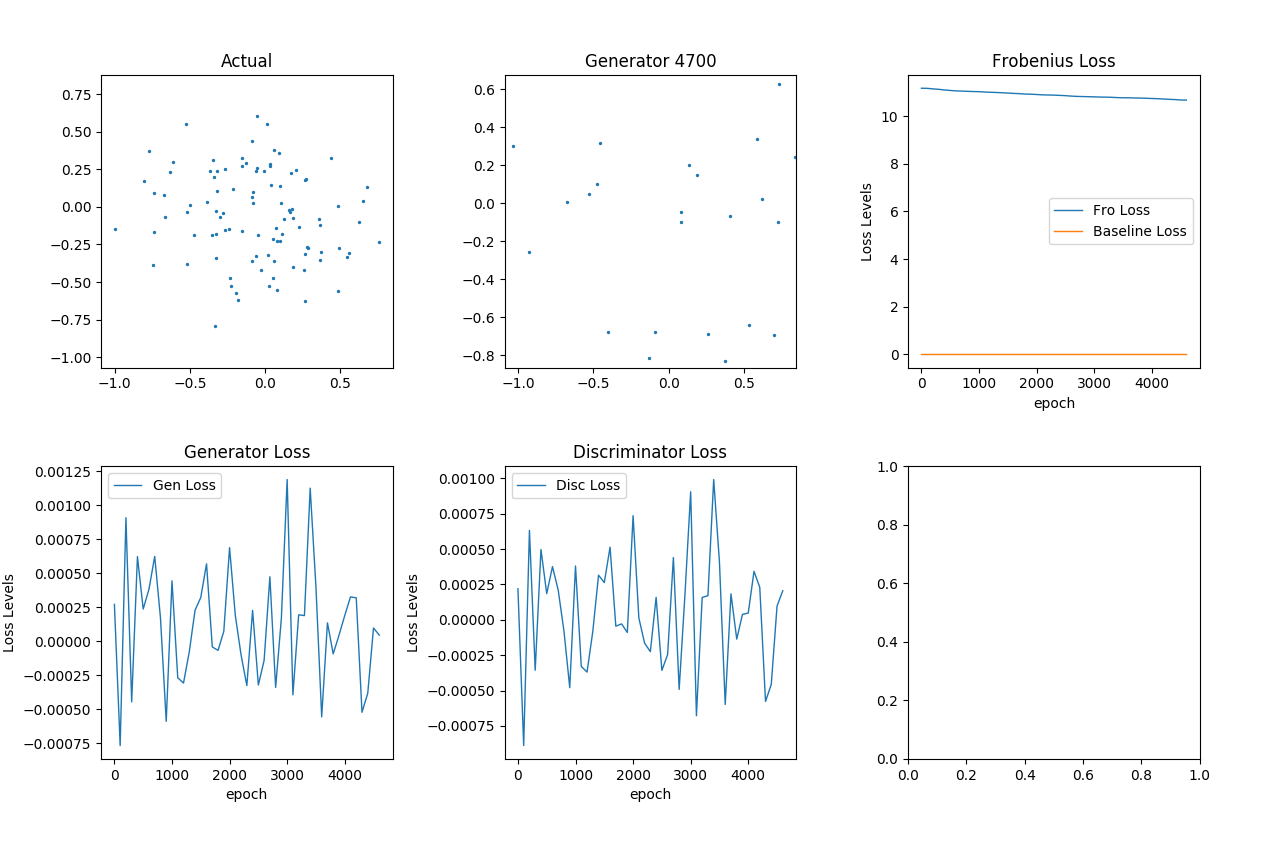 Actual
0.75
0.50
0.25
0.00
−0.25
−0.50
−0.75
−1.00
−1.0 −0.5 0.0 0.5
Generator 4700
0.6
0.4
0.2
0.0
−0.2
−0.4
−0.6
−0.8
−1.0 −0.5 0.0 0.5
Frobenius Loss
Loss Levels
10
8
6
4
2
0
Fro Loss
Baseline Loss
0 1000 2000 3000 4000
epoch
Generator Loss
Loss Levels
0.00125
0.00100
0.00075
0.00050
0.00025
0.00000
−0.00025
−0.00050
−0.00075
Gen Loss
0 1000 2000 3000 4000
epoch
Discriminator Loss
Loss Levels
0.00100
0.00075
0.00050
0.00025
0.00000
−0.00025
−0.00050
−0.00075
Disc Loss
0 1000 2000 3000 4000
epoch
1.0
0.8
0.6
0.4
0.2
0.0
0.0 0.2 0.4 0.6 0.8 1.0